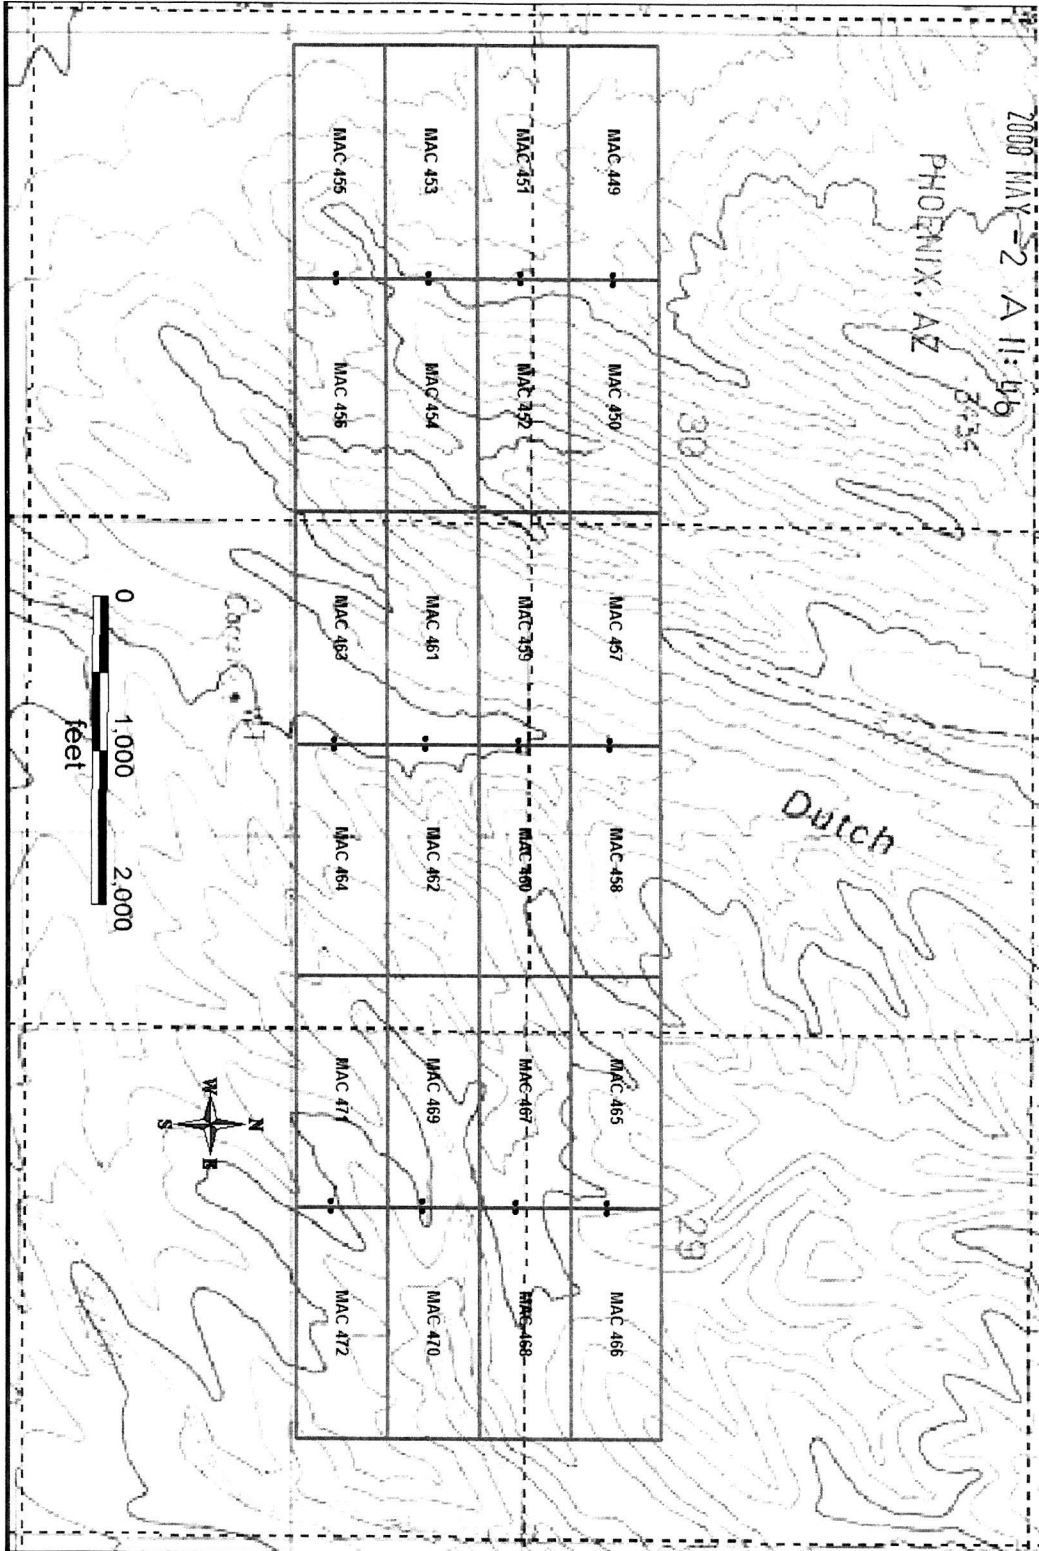 2008 MAY -2 A 11: 46
PHOENIX, AZ
30
29
Dutch
MAC 449
MAC 450
MAC 457
MAC 458
MAC 465
MAC 466
MAC 451
MAC 452
MAC 459
MAC 460
MAC 467
MAC 468
MAC 453
MAC 454
MAC 461
MAC 462
MAC 469
MAC 470
MAC 455
MAC 456
MAC 463
MAC 464
MAC 471
MAC 472
N
W E
S
0 1,000 2,000
feet